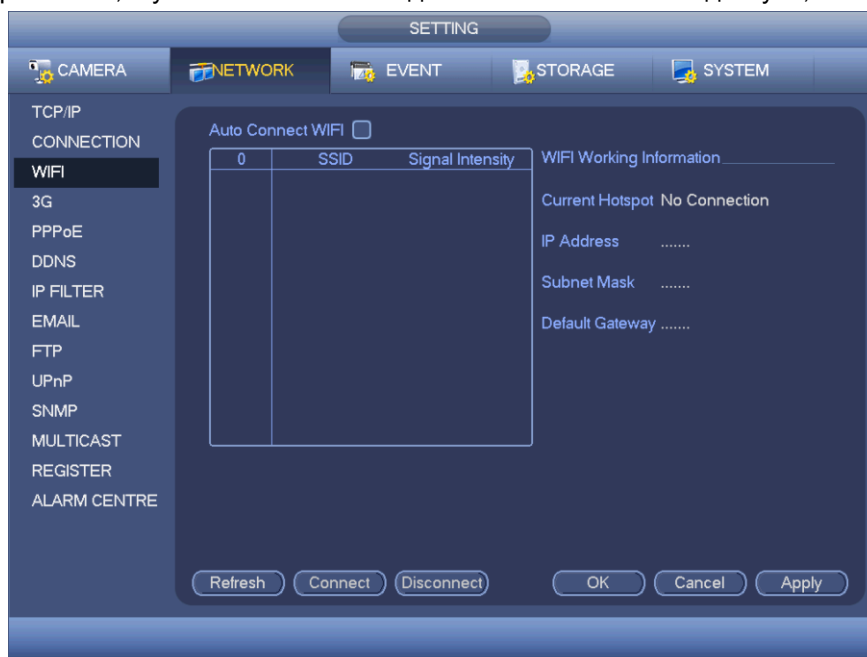 SETTING
CAMERA NETWORK EVENT STORAGE SYSTEM
TCP/IP
CONNECTION
WIFI
3G
PPPoE
DDNS
IP FILTER
EMAIL
FTP
UPnP
SNMP
MULTICAST
REGISTER
ALARM CENTRE
Auto Connect WIFI
0 SSID Signal Intensity
WIFI Working Information
Current Hotspot No Connection
IP Address .......
Subnet Mask .......
Default Gateway .......
Refresh Connect Disconnect OK Cancel Apply